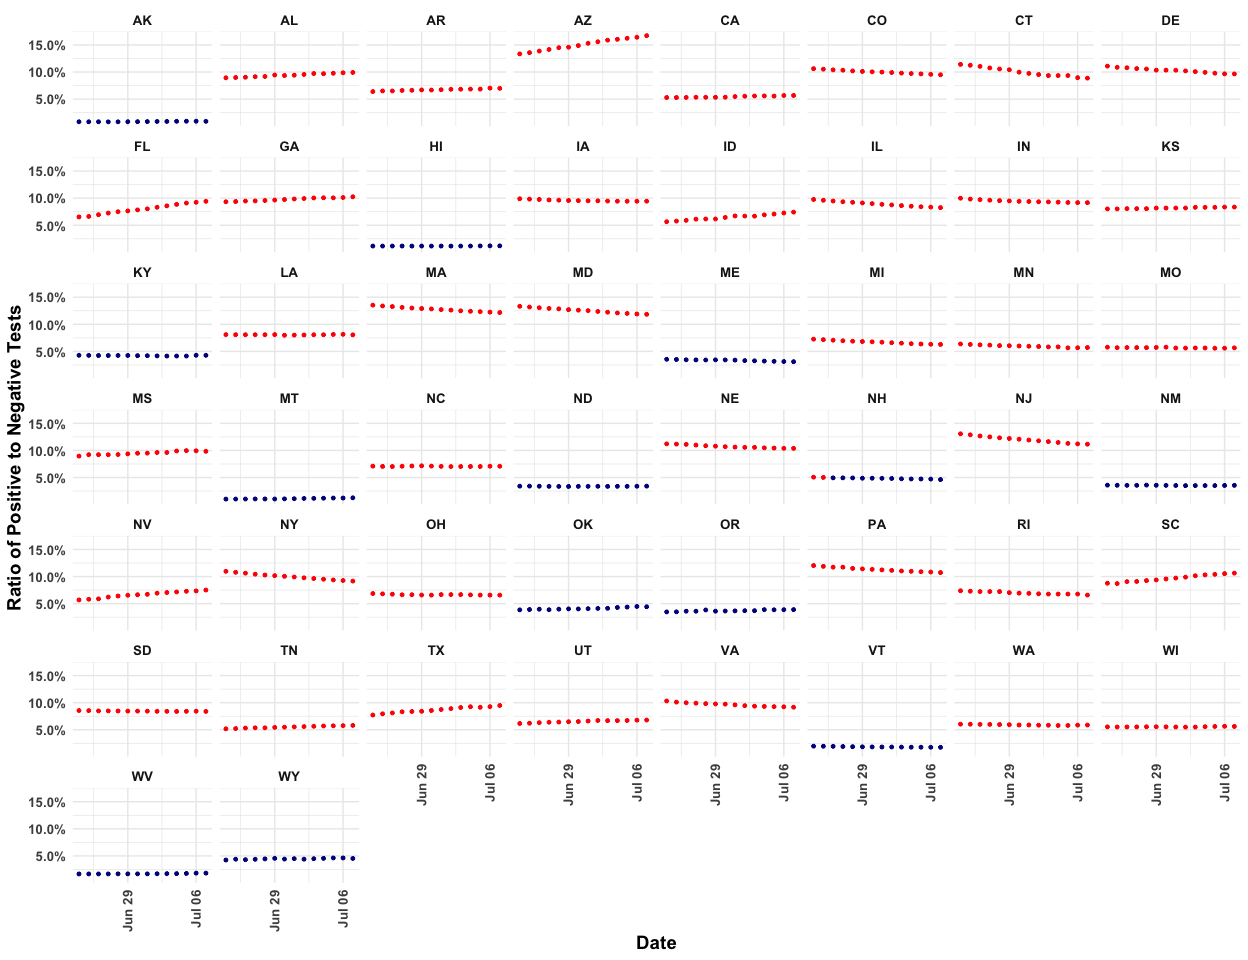 AK AL AR AZ CA CO CT DE
15.0%
10.0%
5.0%
FL GA HI IA ID IL IN KS
15.0%
10.0%
5.0%
KY LA MA MD ME MI MN MO
15.0%
10.0%
5.0%
MS MT NC ND NE NH NJ NM
15.0%
10.0%
5.0%
NV NY OH OK OR PA RI SC
15.0%
10.0%
5.0%
SD TN TX UT VA VT WA WI
15.0%
10.0%
5.0%
Jun 29 Jul 06 Jun 29 Jul 06 Jun 29 Jul 06 Jun 29 Jul 06 Jun 29 Jul 06 Jun 29 Jul 06
WV WY
15.0%
10.0%
5.0%
Jun 29 Jul 06 Jun 29 Jul 06
Date
Ratio of Positive to Negative Tests